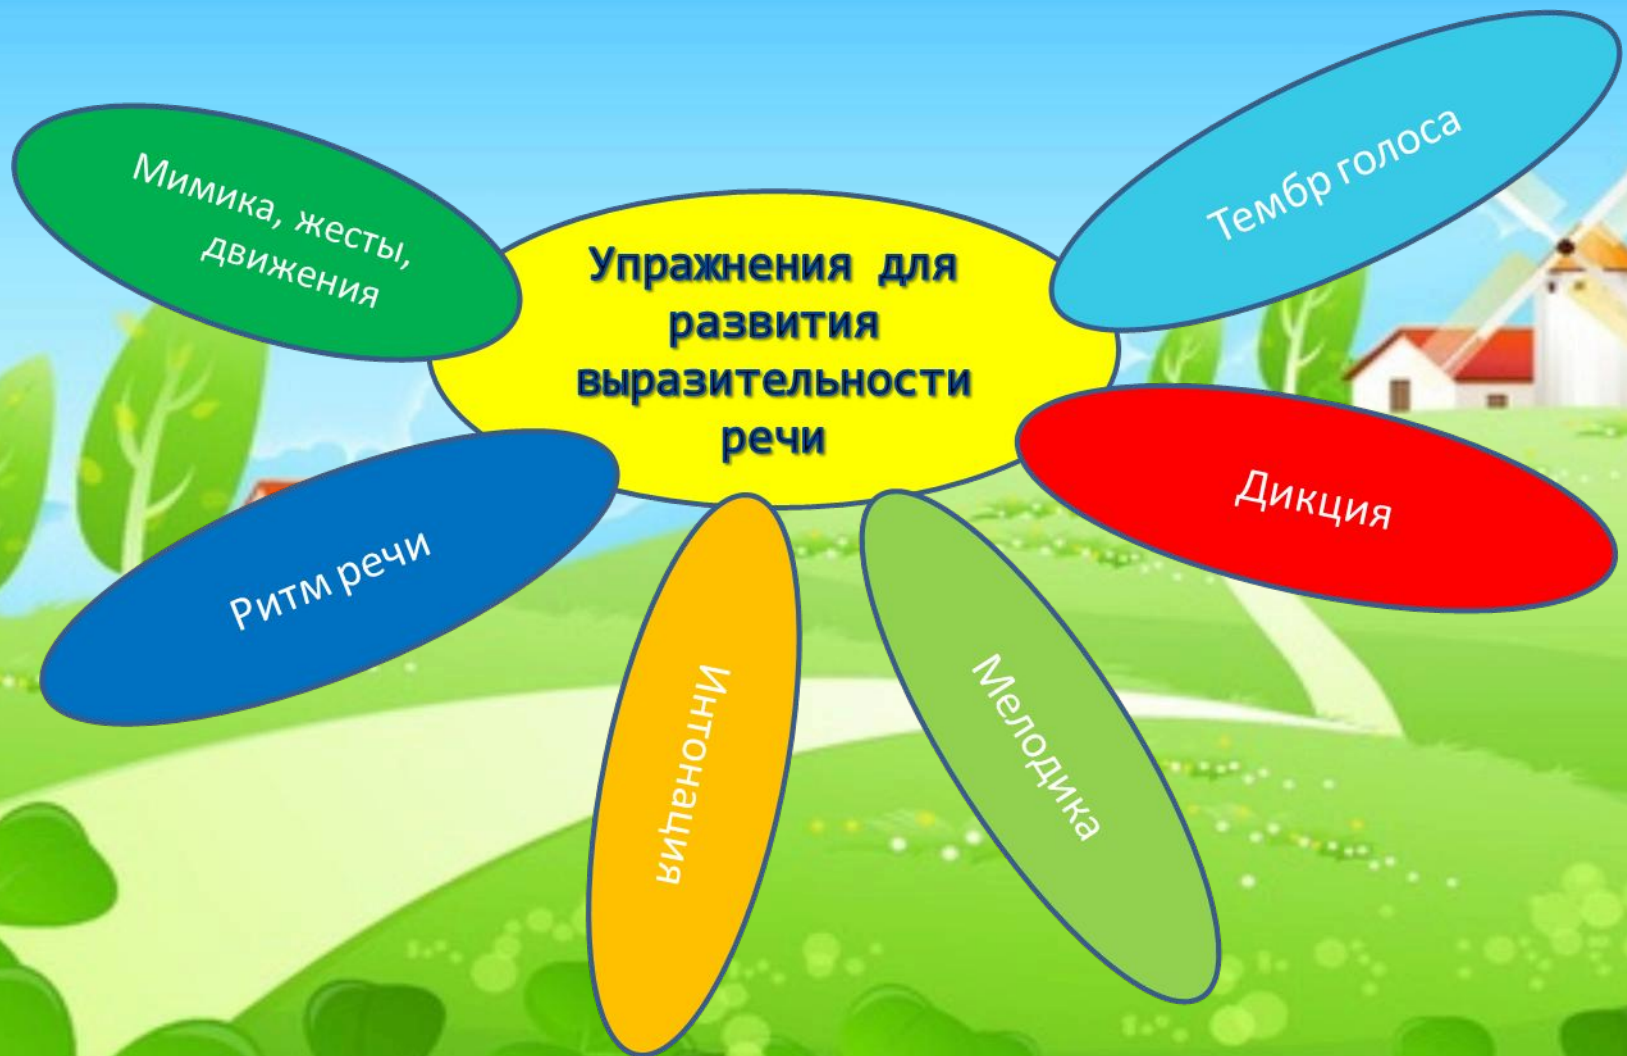 Упражнения для
развития
выразительности
речи
Мимика, жесты,
движения
Ритм речи
Интонация
Мелодика
Дикция
Тембр голоса